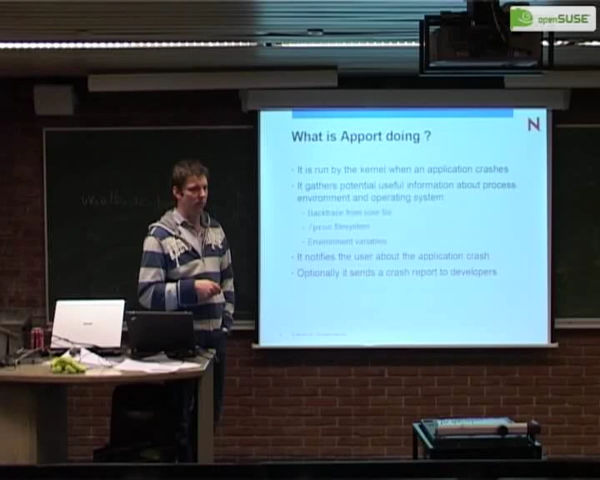 openSUSE
What is Apport doing ?
N
· It is run by the kernel when an application crashes
· It gathers potential useful information about process
environment and operating system
– Backtrace from core file
– /proc filesystem
– Environment variables
· It notifies the user about the application crash
· Optionally it sends a crash report to developers